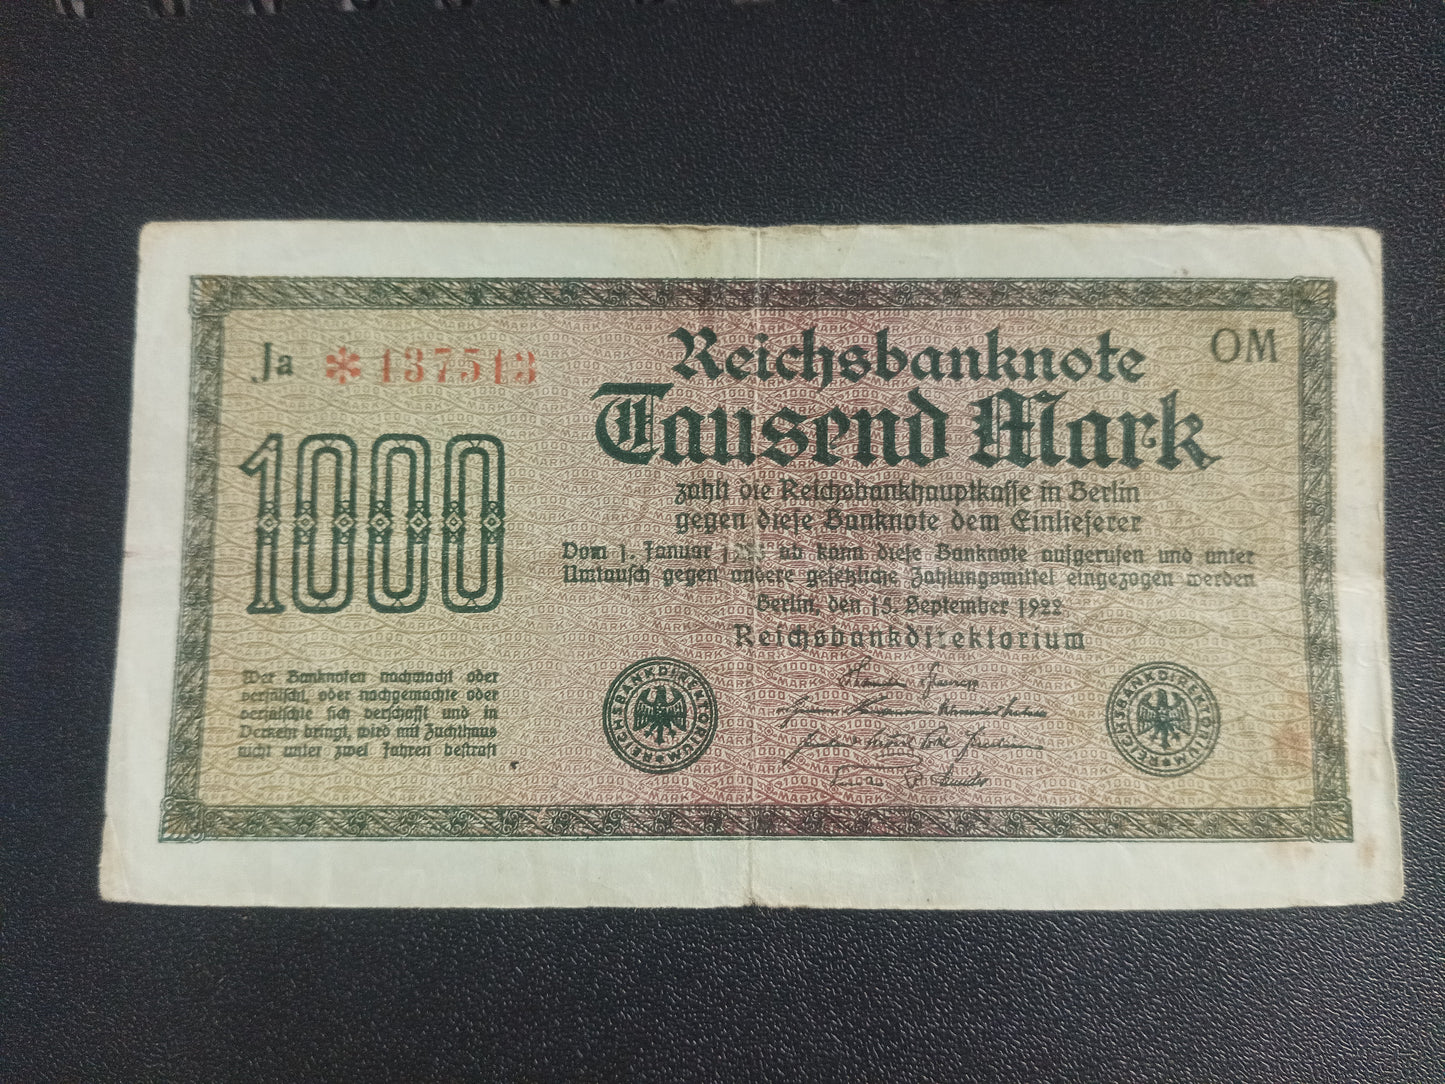 Ja * 437513
OM
Reichsbanknote
Tausend Mark
zahlt die Reichsbankhauptkasse in Berlin
gegen diese Banknote dem Einlieferer
Vom 1. Januar ab kann diese Banknote aufgerufen und unter
Umtausch gegen andere gesetzliche Zahlungsmittel eingezogen werden
Berlin, den 15. September 1922
Reichsbankdirektorium
1000
Wer Banknoten nachmacht oder
verfälscht, oder nachgemachte oder
verfälschte sich verschafft und in
Verkehr bringt, wird mit Zuchthaus
nicht unter zwei Jahren bestraft
REICHSBANKDIREKTORIUM
REICHSBANKDIREKTORIUM